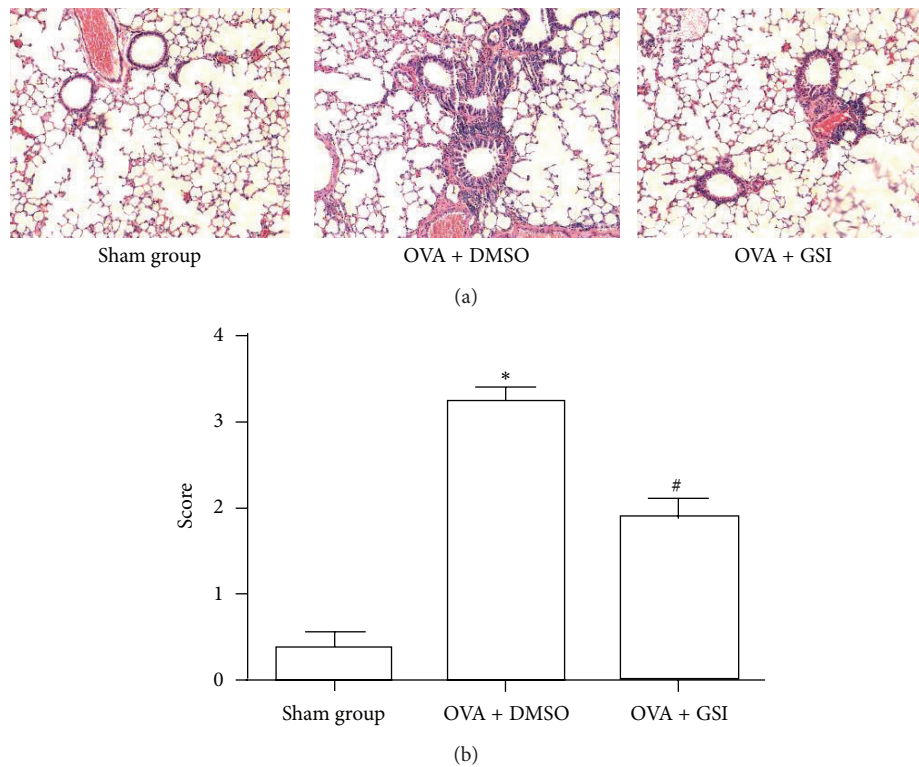 Sham group
OVA + DMSO
OVA + GSI
(a)
4
3
2
1
0
Score
*
#
Sham group
OVA + DMSO
OVA + GSI
(b)